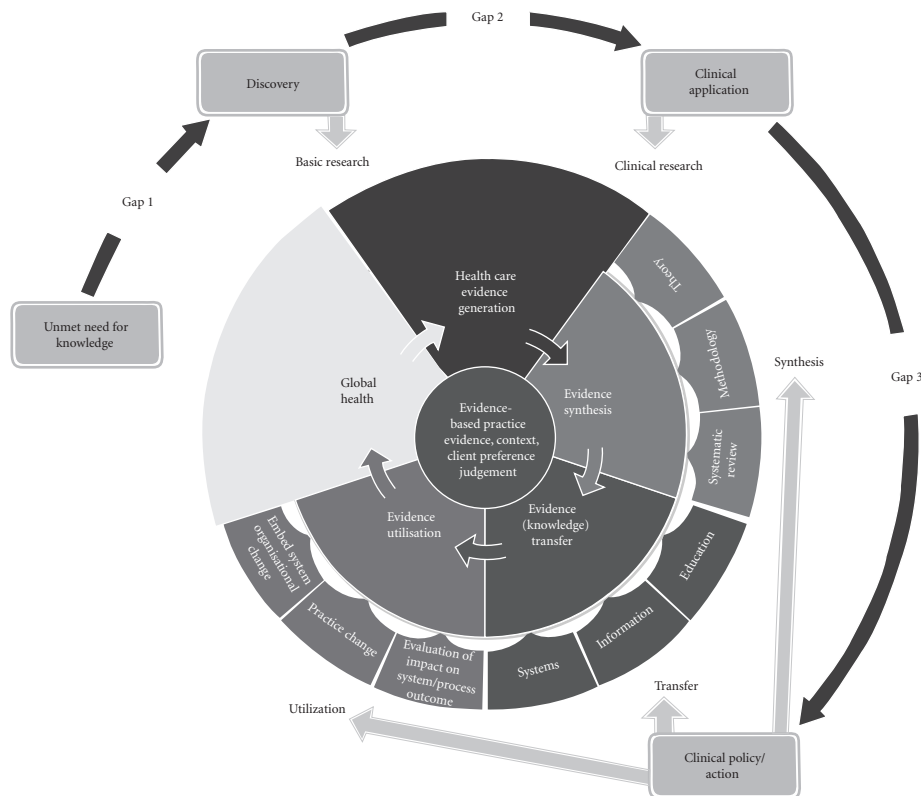 Gap 2
Discovery
Clinical
application
Basic research
Clinical research
Gap 1
Unmet need for
knowledge
Health care
evidence
generation
Theory
Methodology
Systematic
review
Synthesis
Gap 3
Global
health
Evidence
synthesis
Evidence-
based practice
evidence, context,
client preference
judgement
Evidence
utilisation
Evidence
(knowledge)
transfer
Embed system
organisational
change
Practice change
Evaluation of
impact on
system/process
outcome
Systems
Information
Education
Utilization
Transfer
Clinical policy/
action